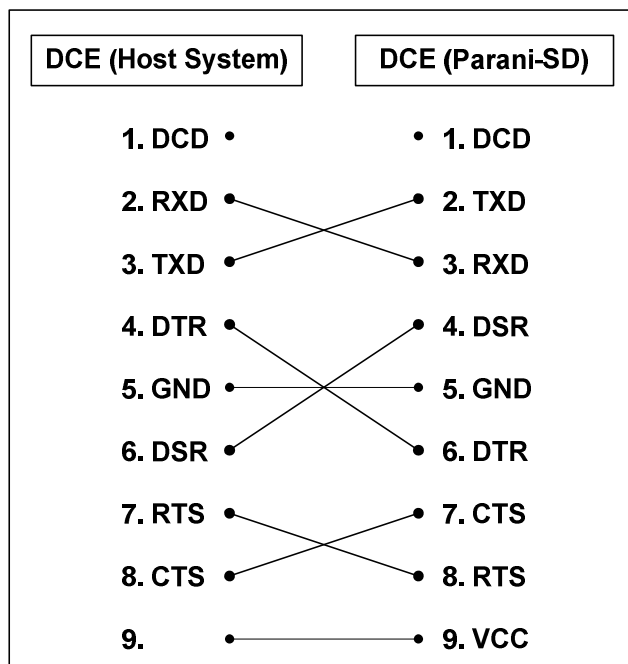 DCE (Host System) DCE (Parani-SD)
1. DCD 1. DCD
2. RXD 2. TXD
3. TXD 3. RXD
4. DTR 4. DSR
5. GND 5. GND
6. DSR 6. DTR
7. RTS 7. CTS
8. CTS 8. RTS
9. 9. VCC